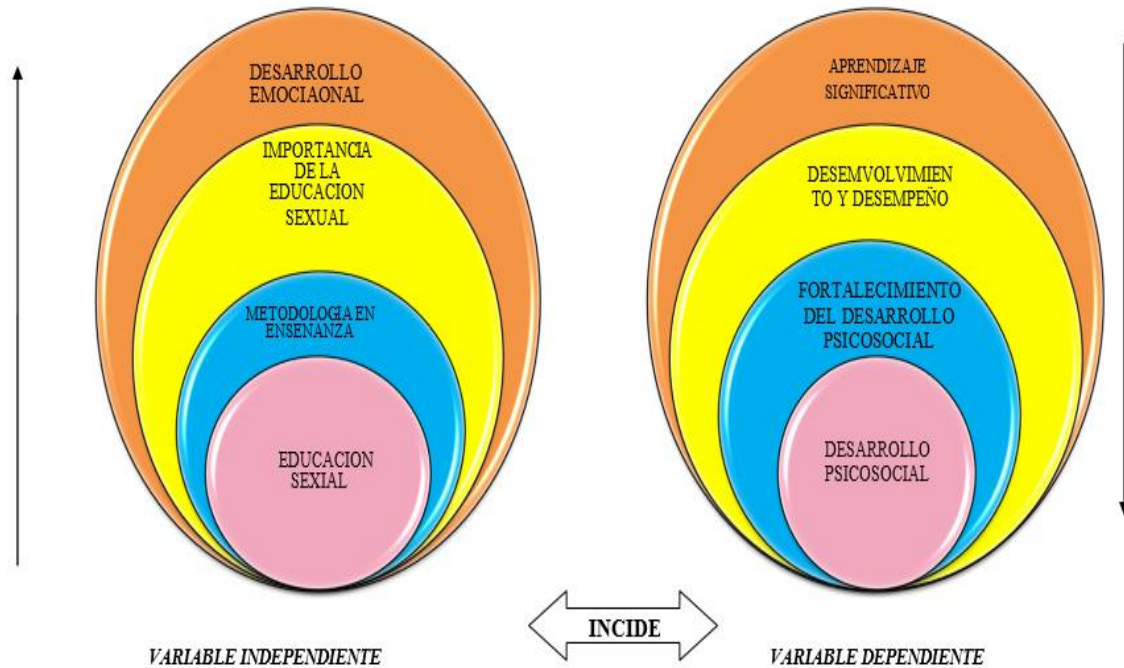 DESARROLLO
EMOCIAONAL
IMPORTANCIA
DE LA
EDUCACION
SEXUAL
METODOLOGIA EN
ENSEÑANZA
EDUCACION
SEXIAL
APRENDIZAJE
SIGNIFICATIVO
DESEMVOLVIMIEN
TO Y DESEMPEÑO
FORTALECIMIENTO
DEL DESARROLLO
PSICOSOCIAL
DESARROLLO
PSICOSOCIAL
INCIDE
VARIABLE INDEPENDIENTE
VARIABLE DEPENDIENTE